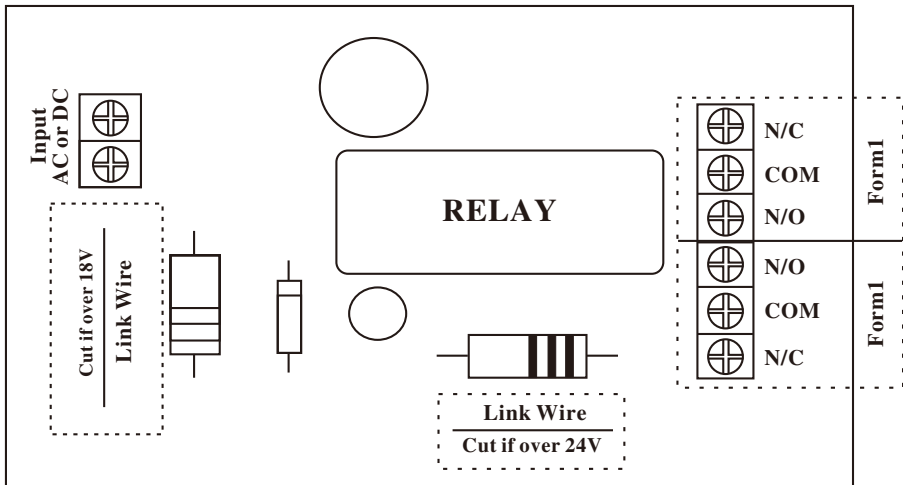 Input
AC or DC
Cut if over 18V
Link Wire
RELAY
Link Wire
Cut if over 24V
N/C
COM
N/O
Form1
N/O
COM
N/C
Form1